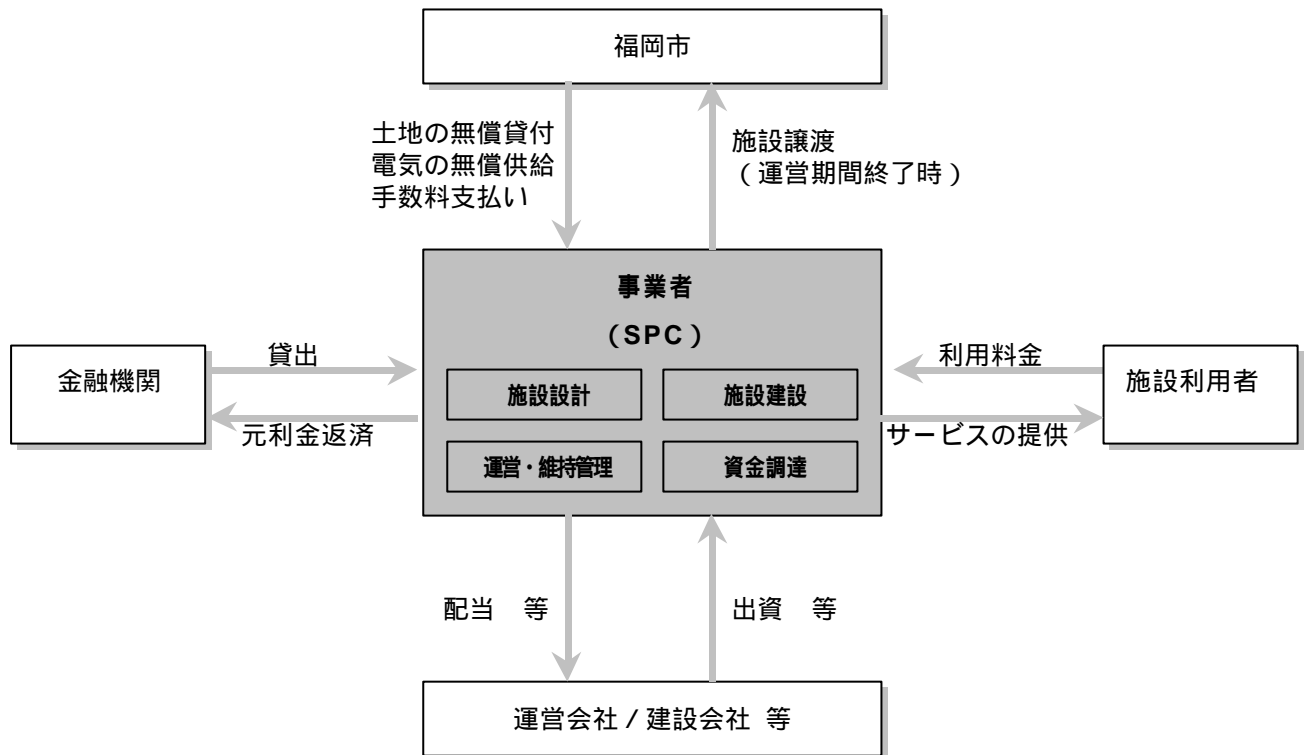 福岡市
土地の無償貸付
電気の無償供給
手数料支払い
施設譲渡
（運営期間終了時）
事業者
（SPC）
貸出
利用料金
金融機関
施設利用者
施設設計
施設建設
元利金返済
サービスの提供
運営・維持管理
資金調達
配当　等
出資　等
運営会社 / 建設会社 等